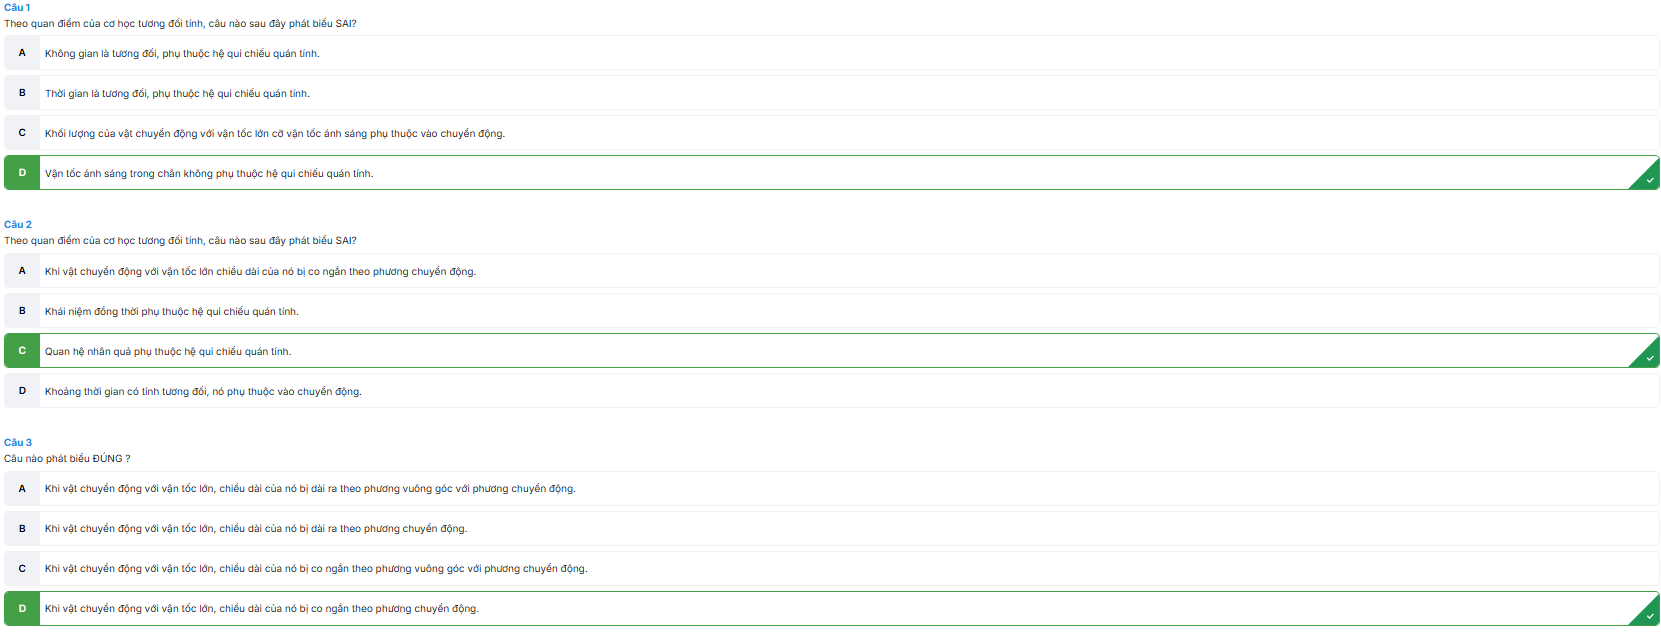 Câu 1
Theo quan điểm của cơ học tương đối tính, câu nào sau đây phát biểu SAI?
A Không gian là tương đối, phụ thuộc hệ qui chiếu quán tính.
B Thời gian là tương đối, phụ thuộc hệ qui chiếu quán tính.
C Khối lượng của vật chuyển động với vận tốc lớn cỡ vận tốc ánh sáng phụ thuộc vào chuyển động.
D Vận tốc ánh sáng trong chân không phụ thuộc hệ qui chiếu quán tính.
Câu 2
Theo quan điểm của cơ học tương đối tính, câu nào sau đây phát biểu SAI?
A Khi vật chuyển động với vận tốc lớn chiều dài của nó bị co ngắn theo phương chuyển động.
B Khái niệm đồng thời phụ thuộc hệ qui chiếu quán tính.
C Quan hệ nhân quả phụ thuộc hệ qui chiếu quán tính.
D Khoảng thời gian có tính tương đối, nó phụ thuộc vào chuyển động.
Câu 3
Câu nào phát biểu ĐÚNG ?
A Khi vật chuyển động với vận tốc lớn, chiều dài của nó bị dài ra theo phương vuông góc với phương chuyển động.
B Khi vật chuyển động với vận tốc lớn, chiều dài của nó bị dài ra theo phương chuyển động.
C Khi vật chuyển động với vận tốc lớn, chiều dài của nó bị co ngắn theo phương vuông góc với phương chuyển động.
D Khi vật chuyển động với vận tốc lớn, chiều dài của nó bị co ngắn theo phương chuyển động.